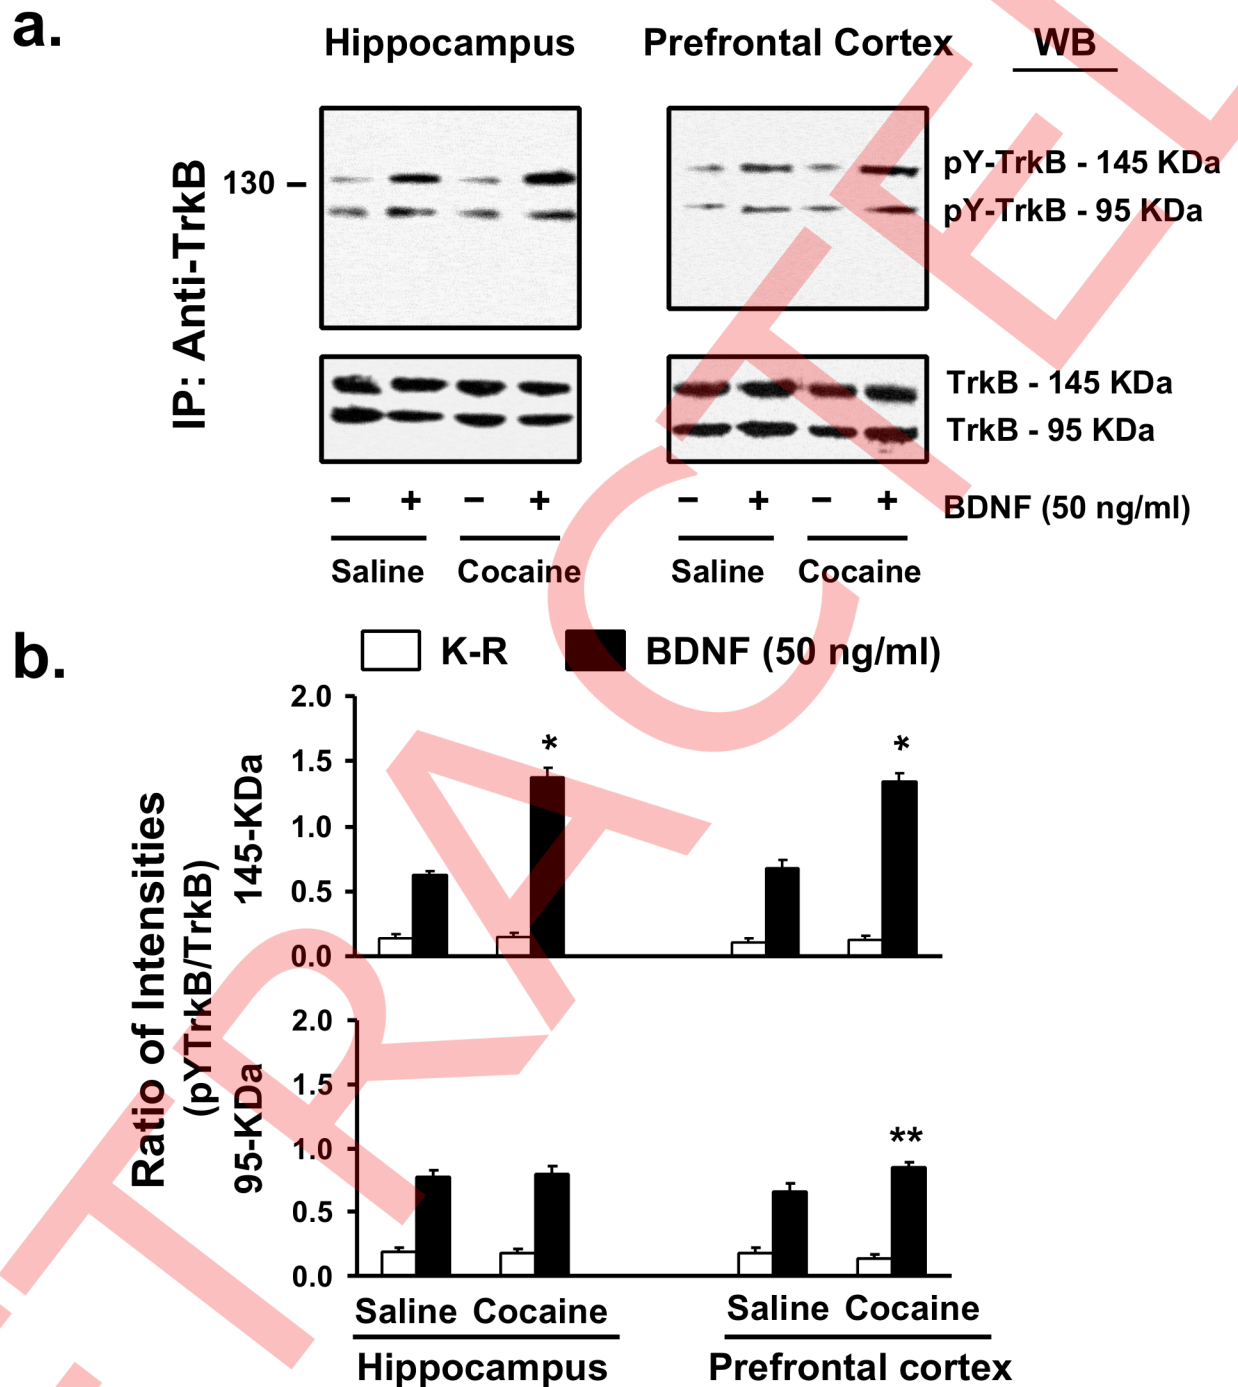 a.
Hippocampus Prefrontal Cortex WB
IP: Anti-TrkB
130 –
pY-TrkB - 145 KDa
pY-TrkB - 95 KDa
TrkB - 145 KDa
TrkB - 95 KDa
– + – + – + – + BDNF (50 ng/ml)
Saline Cocaine Saline Cocaine
b.
K-R BDNF (50 ng/ml)
Ratio of Intensities
(pYTrkB/TrkB)
145-KDa
2.0
1.5
1.0
0.5
0.0
* *
95-KDa
2.0
1.5
1.0
0.5
0.0
**
Saline Cocaine Saline Cocaine
Hippocampus Prefrontal cortex